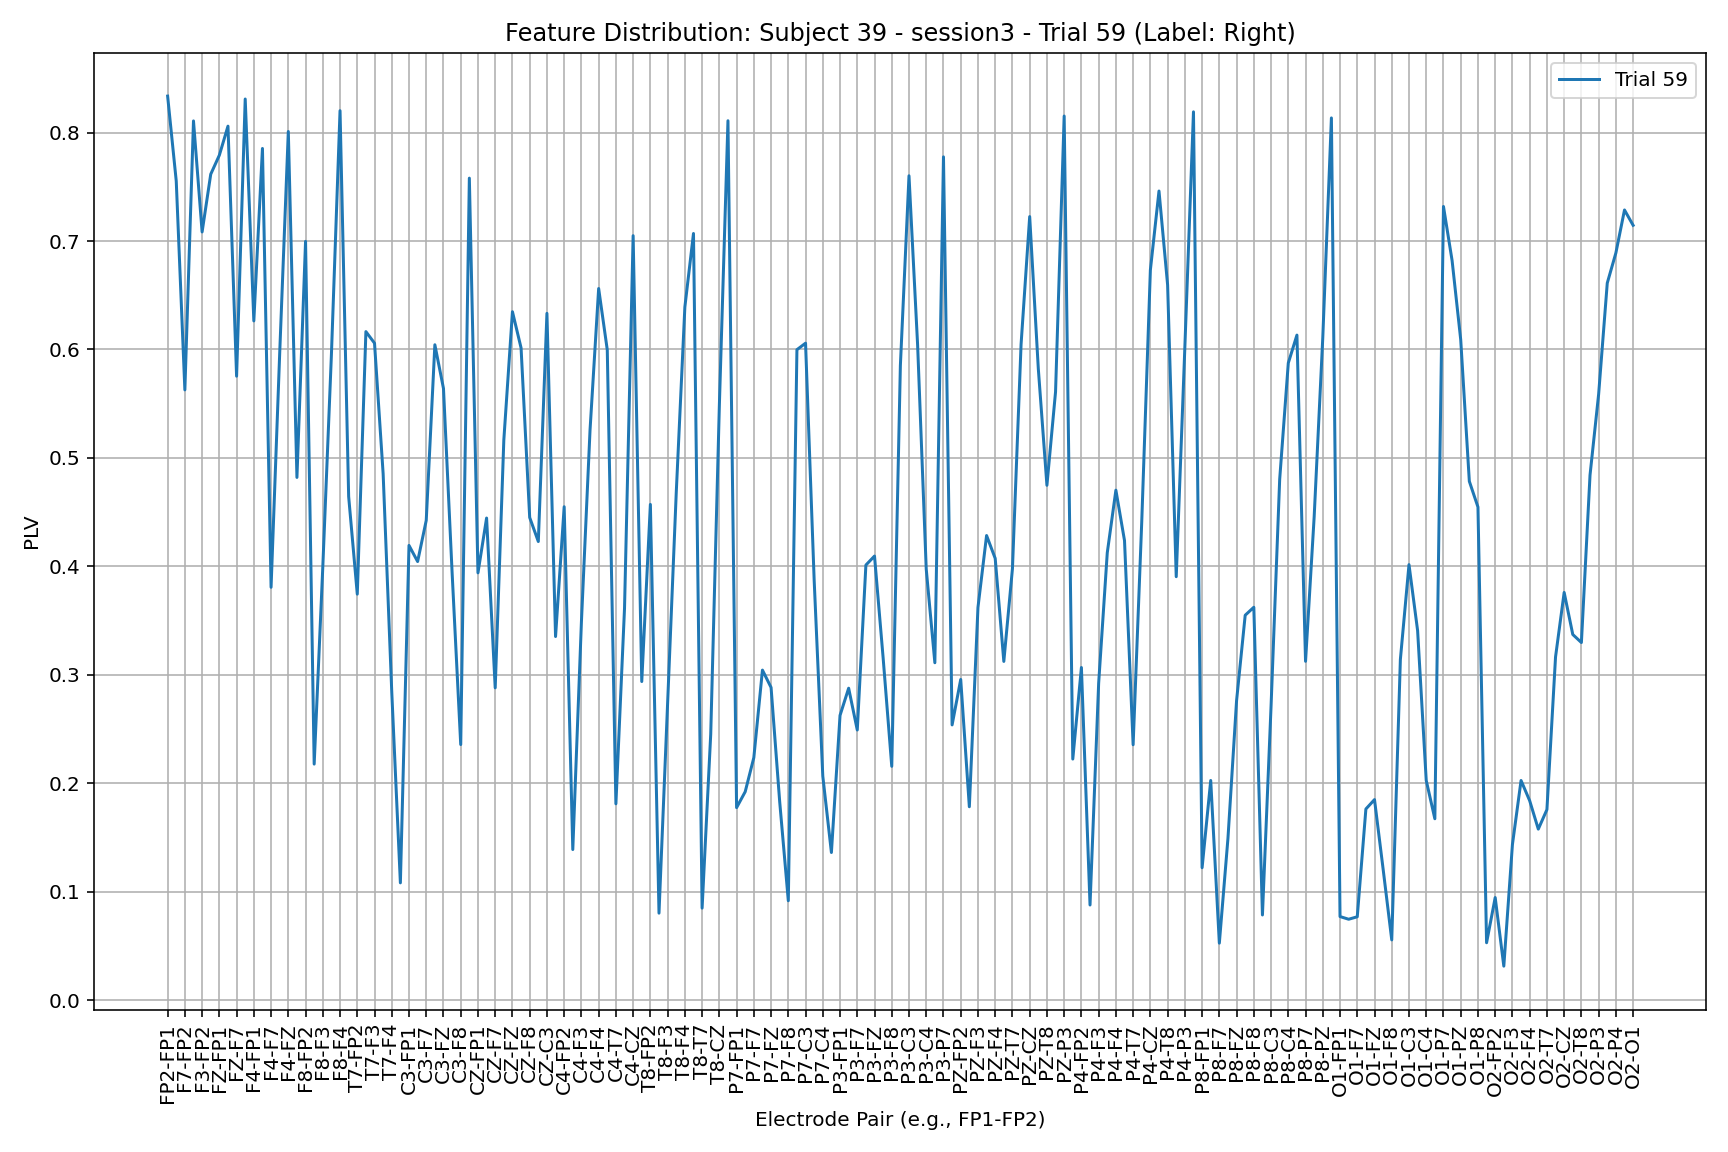 Feature Distribution: Subject 39 - session3 - Trial 59 (Label: Right)
Trial 59
PLV
0.8
0.7
0.6
0.5
0.4
0.3
0.2
0.1
0.0
FP2-FP1
F7-FP2
F3-FP2
FZ-FP1
FZ-F7
F4-FP1
F4-F7
F4-FZ
F8-FP2
F8-F3
F8-F4
T7-FP2
T7-F3
T7-F4
C3-FP1
C3-F7
C3-FZ
C3-F8
CZ-FP1
CZ-F7
CZ-FZ
CZ-F8
CZ-C3
C4-FP2
C4-F3
C4-F4
C4-T7
C4-CZ
T8-FP2
T8-F3
T8-F4
T8-T7
T8-CZ
P7-FP1
P7-F7
P7-FZ
P7-F8
P7-C3
P7-C4
P3-FP1
P3-F7
P3-FZ
P3-F8
P3-C3
P3-C4
P3-P7
PZ-FP2
PZ-F3
PZ-F4
PZ-T7
PZ-CZ
PZ-T8
PZ-P3
P4-FP2
P4-F3
P4-F4
P4-T7
P4-CZ
P4-T8
P4-P3
P8-FP1
P8-F7
P8-FZ
P8-F8
P8-C3
P8-C4
P8-P7
P8-PZ
O1-FP1
O1-F7
O1-FZ
O1-F8
O1-C3
O1-C4
O1-P7
O1-PZ
O1-P8
O2-FP2
O2-F3
O2-F4
O2-T7
O2-CZ
O2-T8
O2-P3
O2-P4
O2-O1
Electrode Pair (e.g., FP1-FP2)